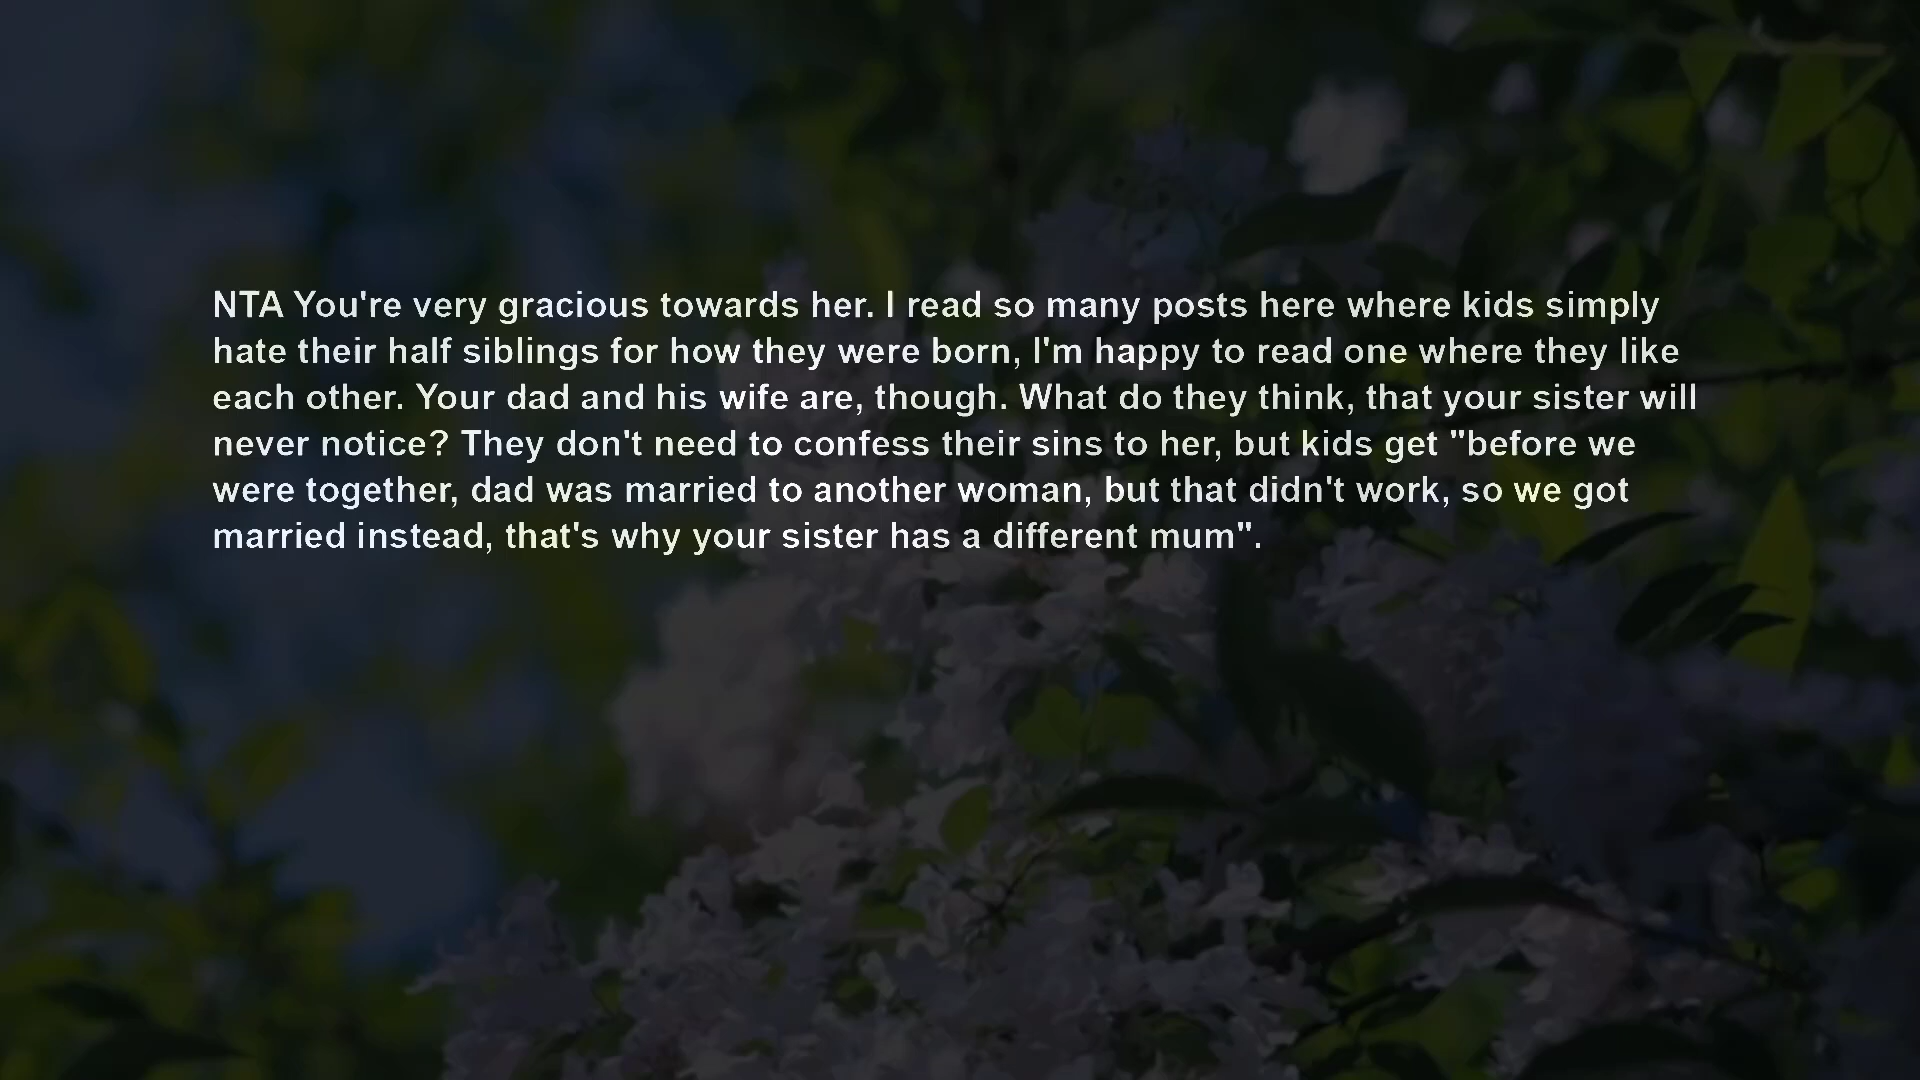 NTA You're very gracious towards her. I read so many posts here where kids simply
hate their half siblings for how they were born, I'm happy to read one where they like
each other. Your dad and his wife are, though. What do they think, that your sister will
never notice? They don't need to confess their sins to her, but kids get "before we
were together, dad was married to another woman, but that didn't work, so we got
married instead, that's why your sister has a different mum".